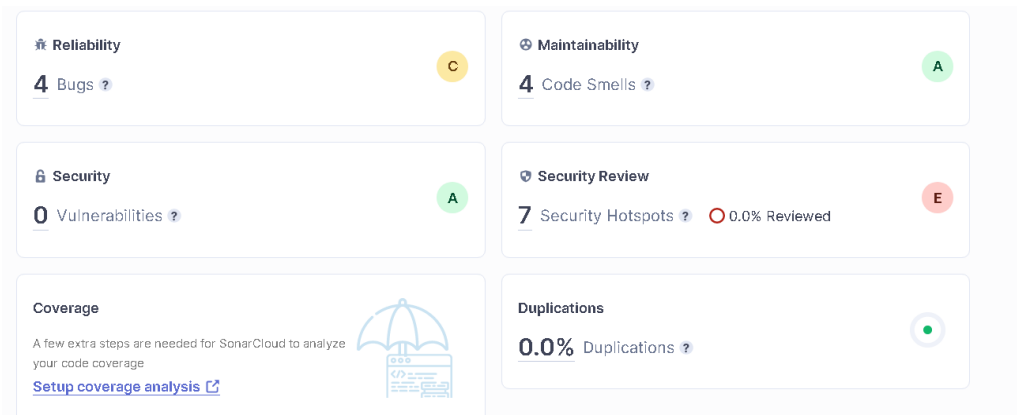 Reliability
4 Bugs ?
C
Maintainability
4 Code Smells ?
A
Security
0 Vulnerabilities ?
A
Security Review
7 Security Hotspots ? 0.0% Reviewed
E
Coverage
A few extra steps are needed for SonarCloud to analyze
your code coverage
Setup coverage analysis
</>
Duplications
0.0% Duplications ?